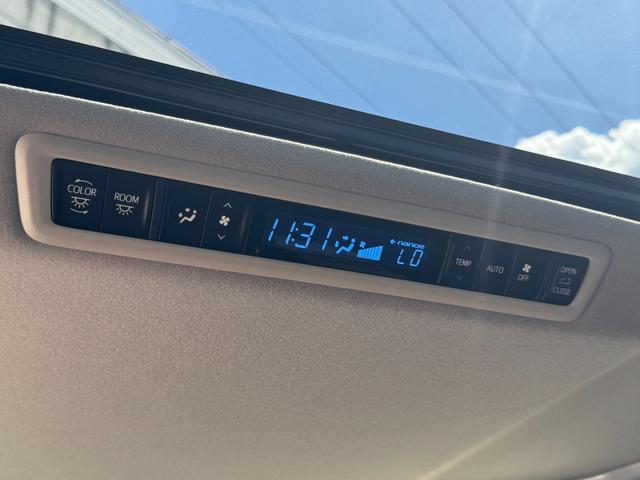 COLOR
ROOM
11:31
nanoe
LO
TEMP
AUTO
OFF
OPEN
CLOSE